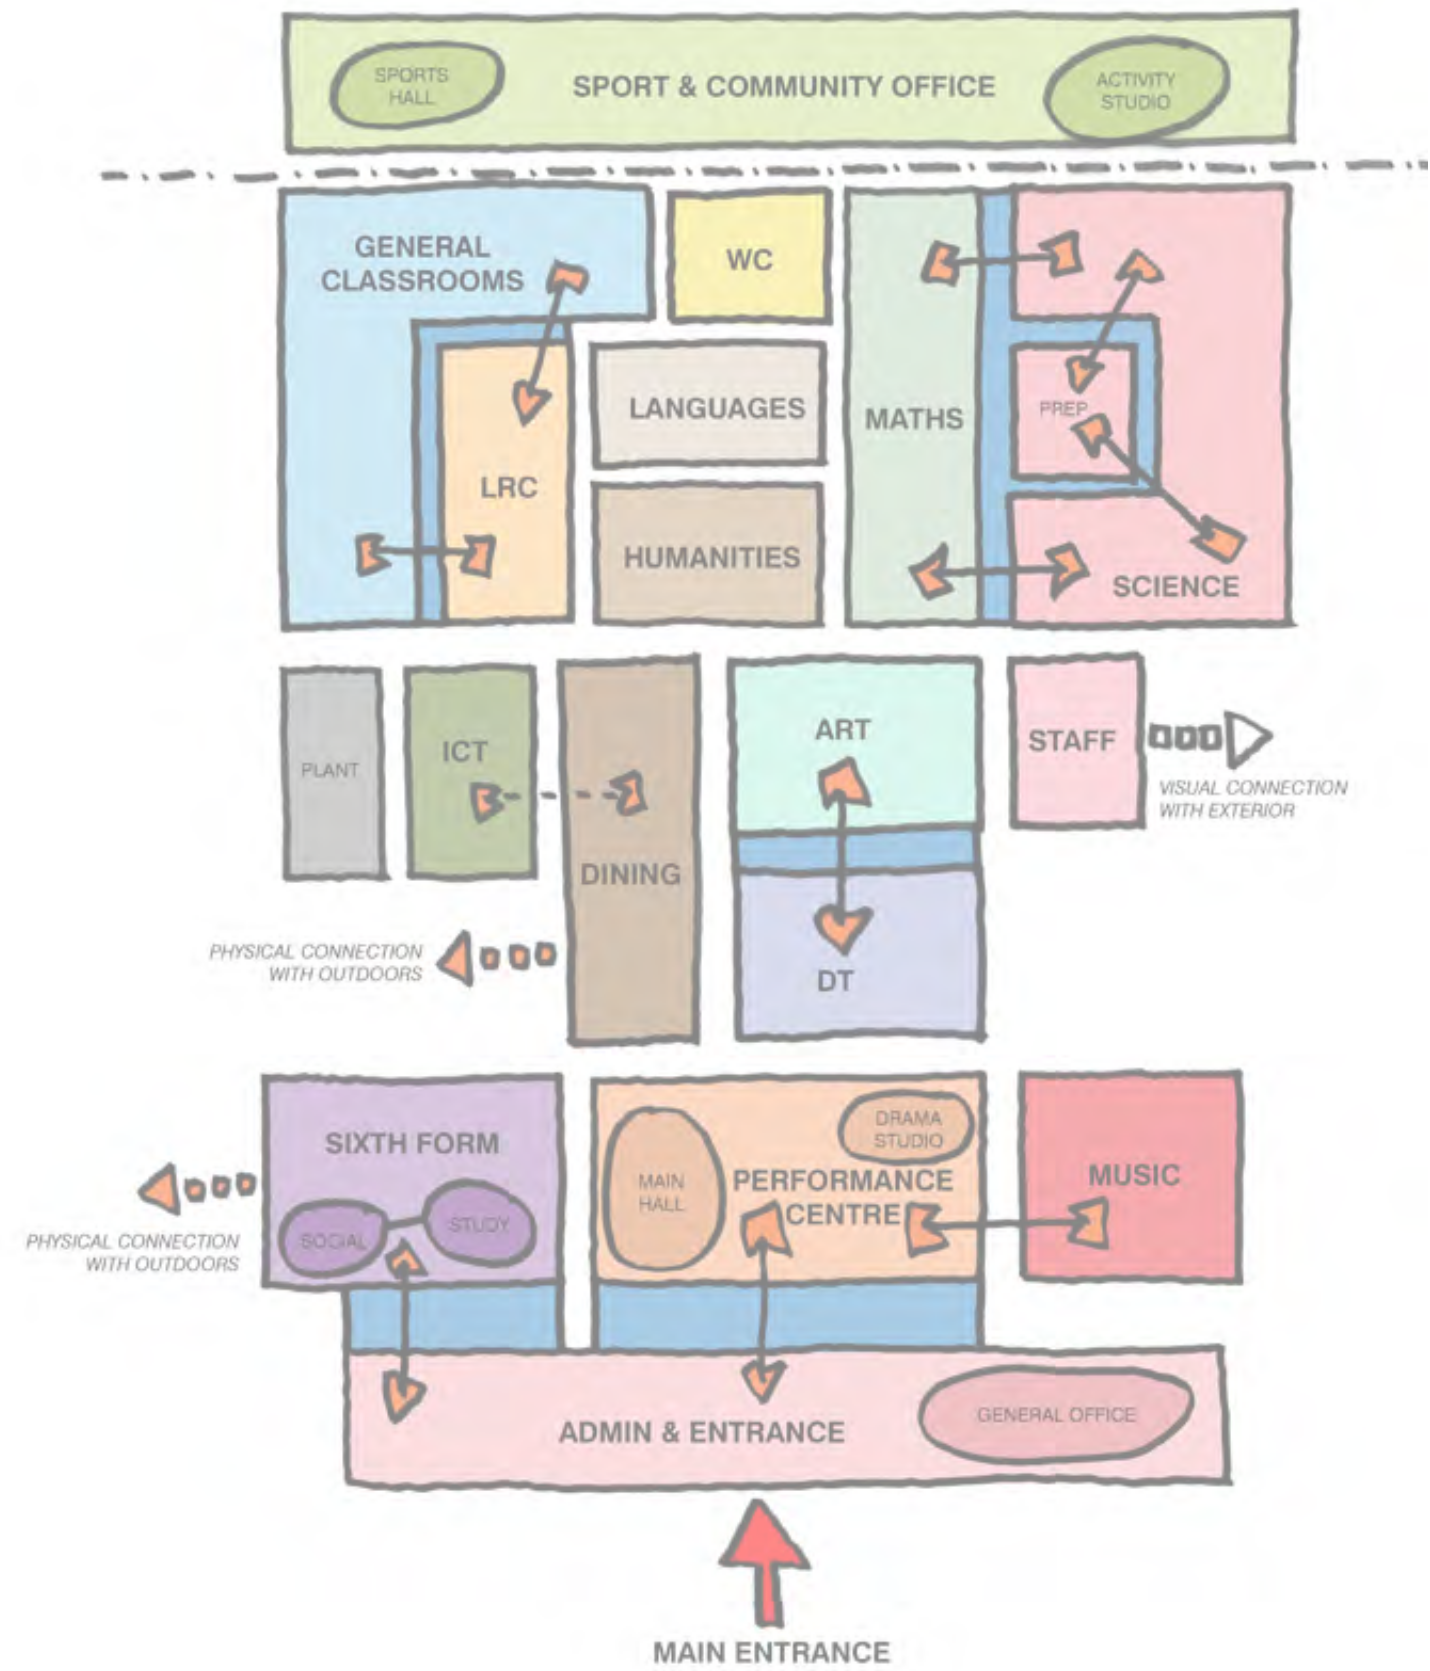 SPORTS
HALL
SPORT & COMMUNITY OFFICE
ACTIVITY
STUDIO
GENERAL
CLASSROOMS
WC
LANGUAGES
MATHS
PREP
LRC
HUMANITIES
SCIENCE
PLANT
ICT
DINING
ART
STAFF
VISUAL CONNECTION
WITH EXTERIOR
PHYSICAL CONNECTION
WITH OUTDOORS
DT
SIXTH FORM
SOCIAL
STUDY
PHYSICAL CONNECTION
WITH OUTDOORS
MAIN
HALL
DRAMA
STUDIO
PERFORMANCE
CENTRE
MUSIC
ADMIN & ENTRANCE
GENERAL OFFICE
MAIN ENTRANCE